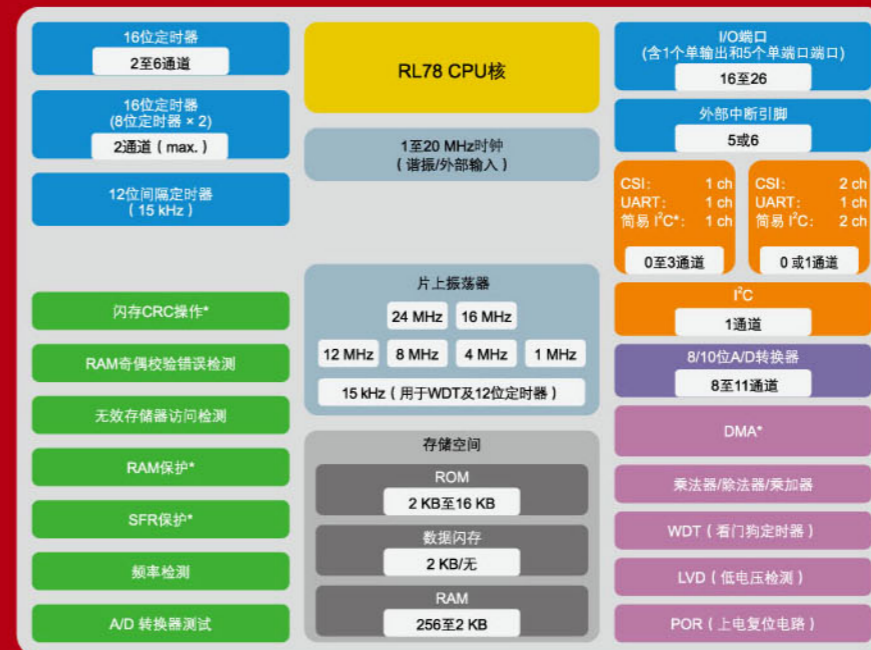 16位定时器
2至6通道
16位定时器
(8位定时器 × 2)
2通道（max.）
12位间隔定时器
（15 kHz）
闪存CRC操作*
RAM奇偶校验错误检测
无效存储器访问检测
RAM保护*
SFR保护*
频率检测
A/D 转换器测试
RL78 CPU核
1至20 MHz时钟
（谐振/外部输入）
片上振荡器
24 MHz 16 MHz
12 MHz 8 MHz 4 MHz 1 MHz
15 kHz（用于WDT及12位定时器）
存储空间
ROM
2 KB至16 KB
数据闪存
2 KB/无
RAM
256至2 KB
I/O端口
(含1个单输出和5个单端口端口)
16至26
外部中断引脚
5或6
CSI: 1 ch
UART: 1 ch
简易 I²C*: 1 ch
0至3通道
CSI: 2 ch
UART: 1 ch
简易 I²C: 2 ch
0 或1通道
I²C
1通道
8/10位A/D转换器
8至11通道
DMA*
乘法器/除法器/乘加器
WDT（看门狗定时器）
LVD（低电压检测）
POR（上电复位电路）